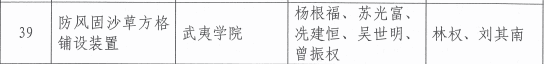 39
防风固沙草方格
铺设装置
武夷学院
杨根福、苏光富、
冼建恒、吴世明、
曾振权
林权、刘其南